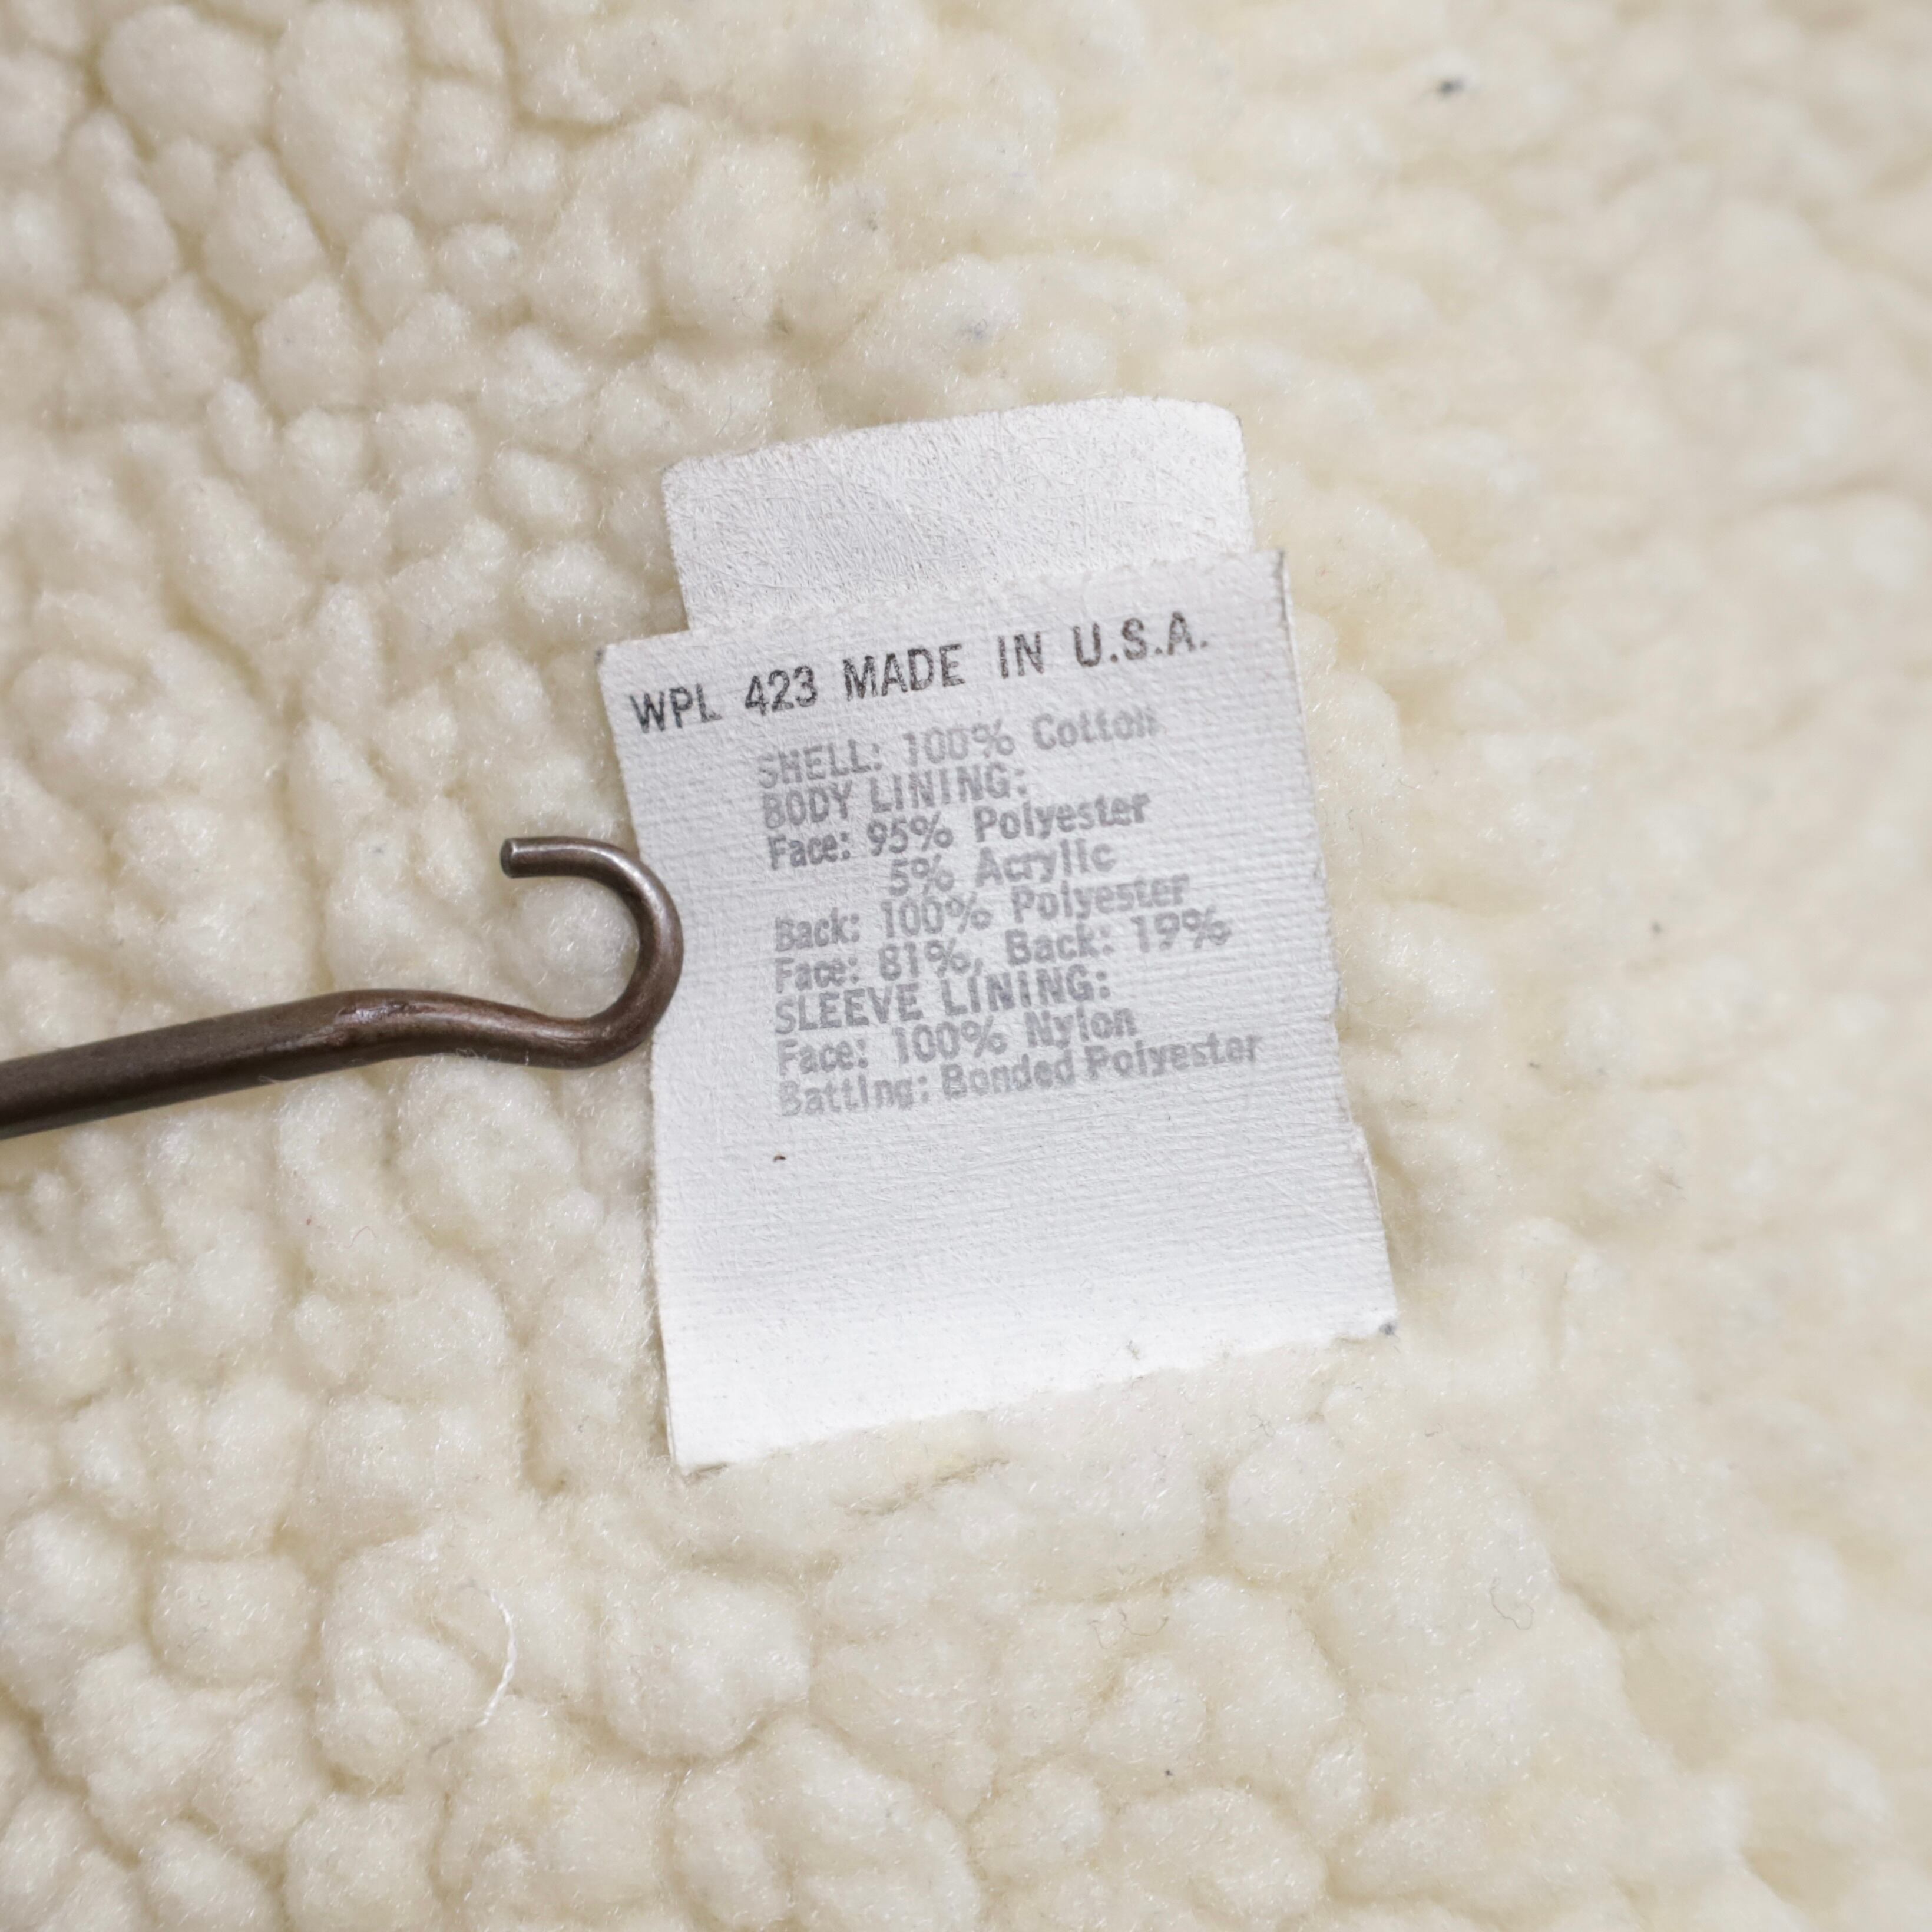 WPL 423 MADE IN U.S.A.
SHELL: 100% Cotton
BODY LINING:
Face: 95% Polyester
5% Acrylic
Back: 100% Polyester
Face: 81%, Back: 19%
SLEEVE LINING:
Face: 100% Nylon
Batting: Bonded Polyester